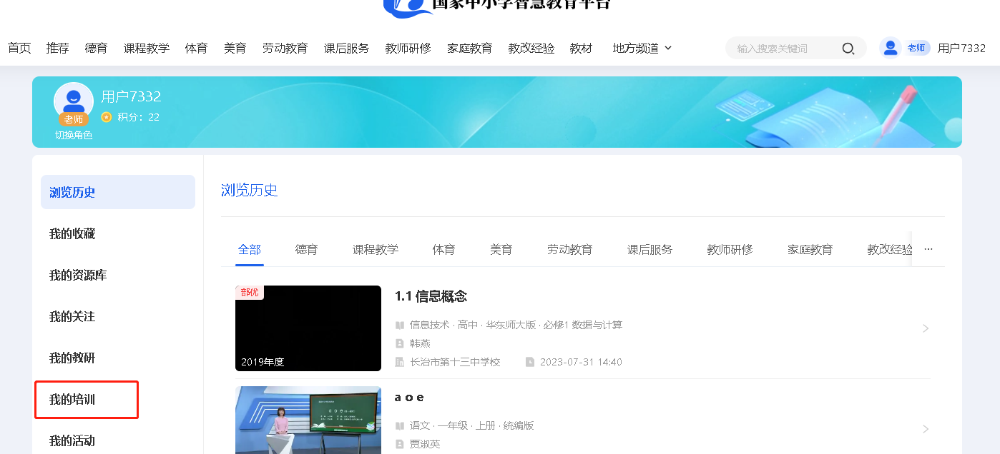 国家中小学智慧教育平台
首页 推荐 德育 课程教学 体育 美育 劳动教育 课后服务 教师研修 家庭教育 教改经验 教材 地方频道 输入搜索关键词 老师 用户7332
用户7332
积分：22
老师
切换角色
浏览历史
我的收藏
我的资源库
我的关注
我的教研
我的培训
我的活动
浏览历史
全部 德育 课程教学 体育 美育 劳动教育 课后服务 教师研修 家庭教育 教改经验 ···
部优
2019年度
1.1 信息概念
信息技术 · 高中 · 华东师大版 · 必修1 数据与计算
韩燕
长治市第十三中学校 2023-07-31 14:40
a o e
语文 · 一年级 · 上册 · 统编版
贾淑英